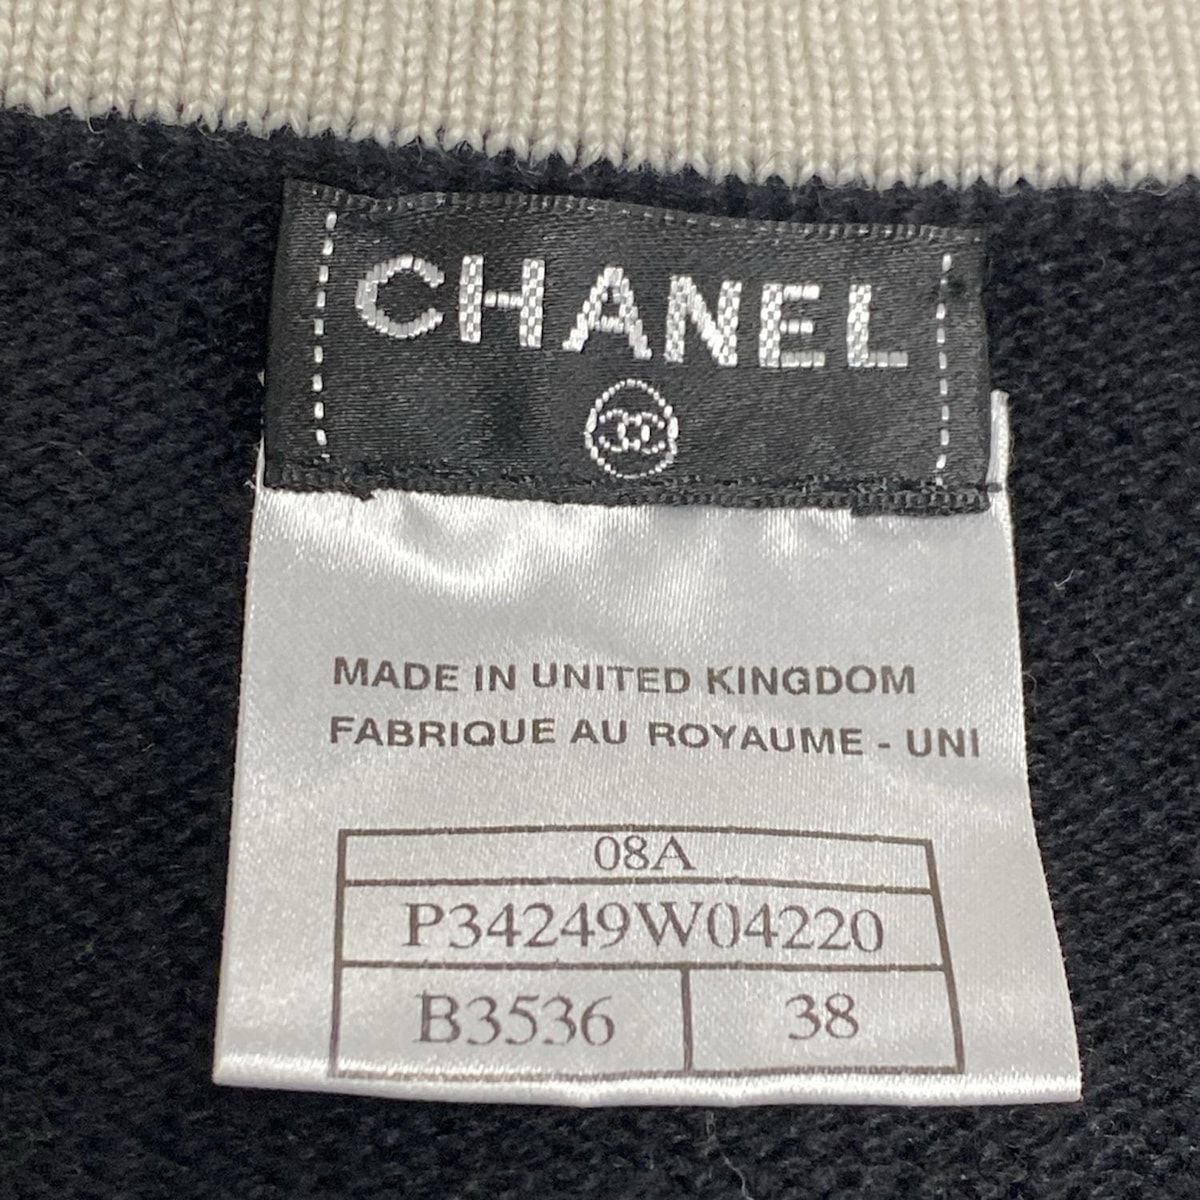 CHANEL
MADE IN UNITED KINGDOM
FABRIQUE AU ROYAUME - UNI
08A
P34249W04220
B3536 38